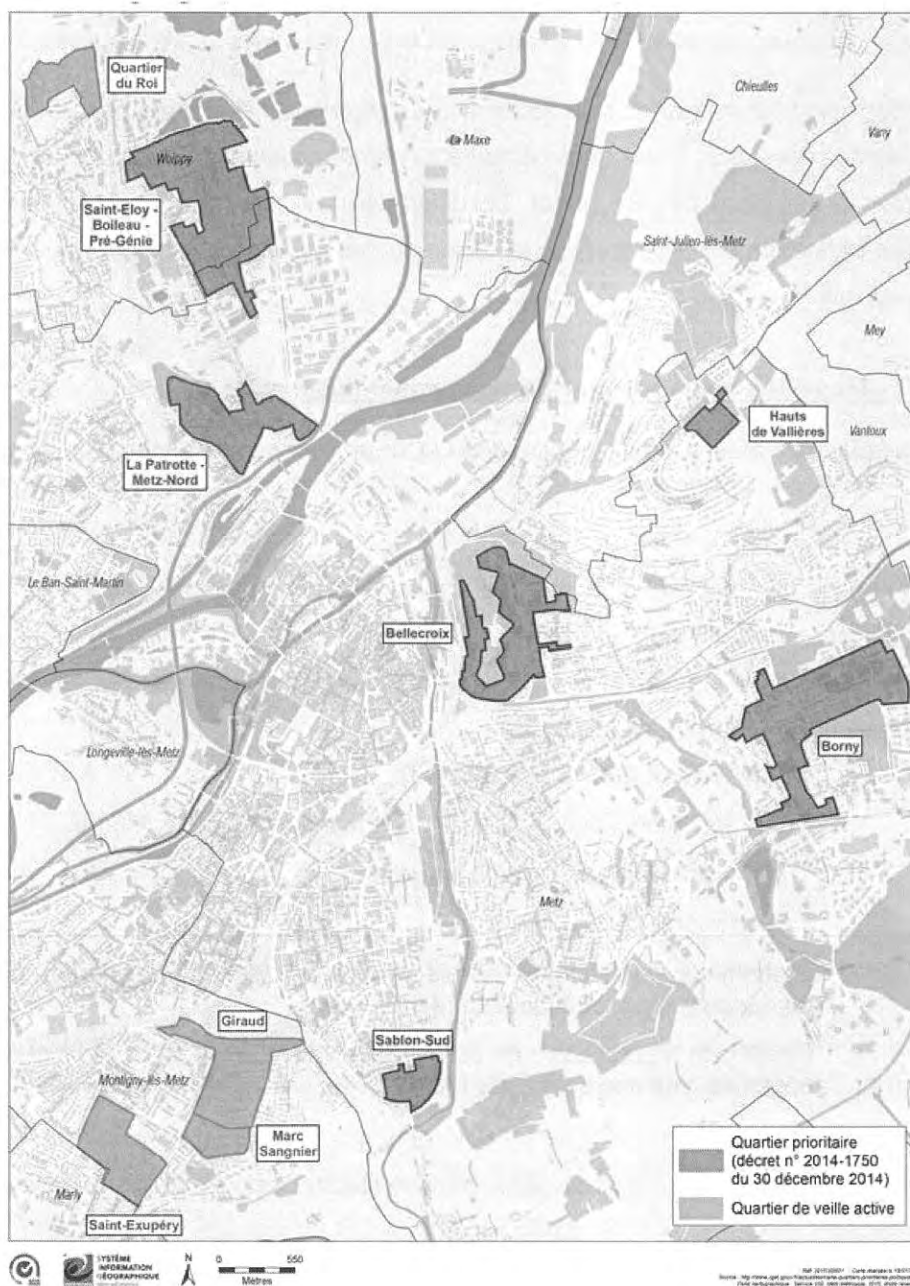 Quartier
du Roi
Chieulles
Vany
La Maxe
Woippy
Saint-Eloy -
Boileau -
Pré-Génie
Saint-Julien-lès-Metz
Mey
Hauts
de Vallières
Vantoux
La Patrotte -
Metz-Nord
Le Ban-Saint-Martin
Bellecroix
Longeville-lès-Metz
Borny
Metz
Giraud
Sablon-Sud
Montigny-lès-Metz
Marc
Sangnier
Marly
Saint-Exupéry
Quartier prioritaire
(décret n° 2014-1750
du 30 décembre 2014)
Quartier de veille active
SYSTÈME
INFORMATION
GÉOGRAPHIQUE
N
0 550
Mètres